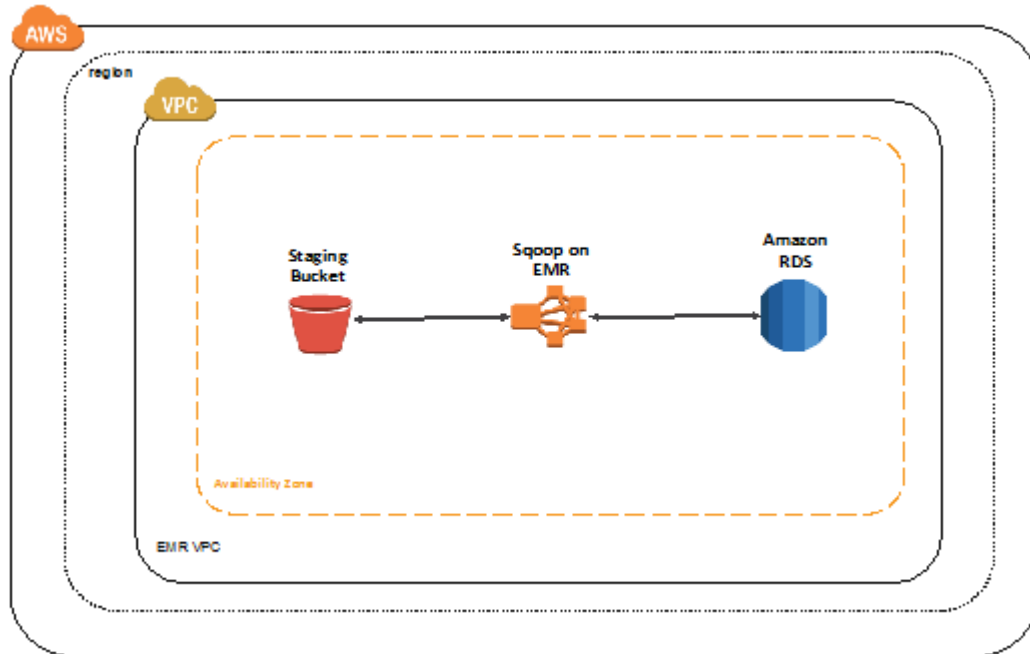 AWS
region
VPC
Staging
Bucket
Sqoop on
EMR
Amazon
RDS
Availability Zone
EMR VPC